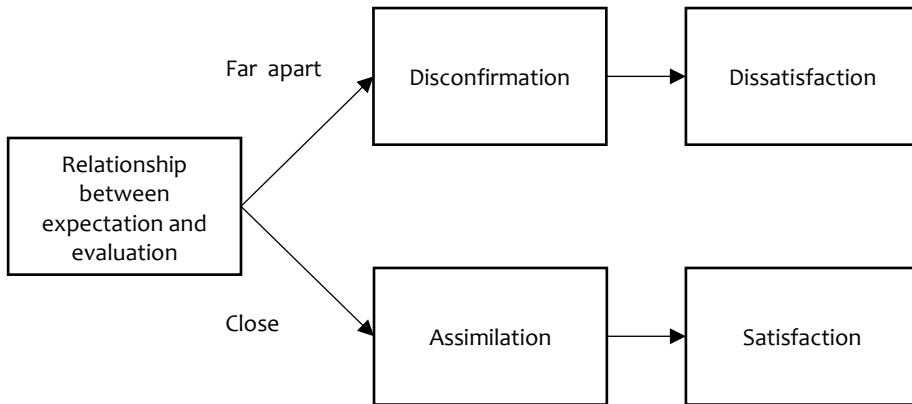 Far apart
Disconfirmation
Dissatisfaction
Relationship
between
expectation and
evaluation
Close
Assimilation
Satisfaction